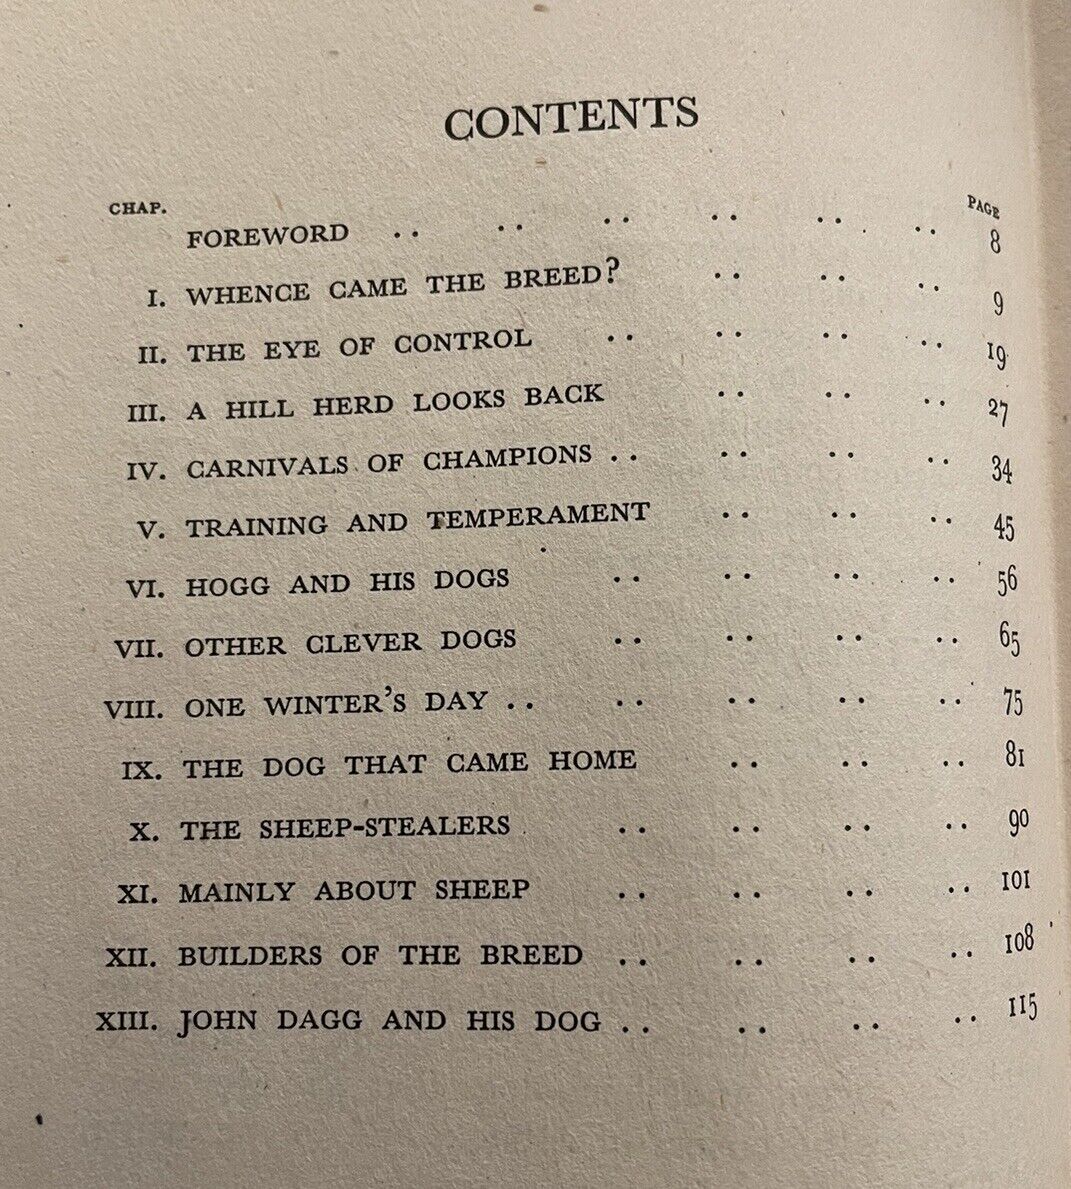 CONTENTS
CHAP. PAGE
FOREWORD .. .. .. .. .. .. 8
I. WHENCE CAME THE BREED? .. .. .. 9
II. THE EYE OF CONTROL .. .. .. .. 19
III. A HILL HERD LOOKS BACK .. .. .. 27
IV. CARNIVALS OF CHAMPIONS .. .. .. .. 34
V. TRAINING AND TEMPERAMENT .. .. .. 45
VI. HOGG AND HIS DOGS .. .. .. .. 56
VII. OTHER CLEVER DOGS .. .. .. .. 65
VIII. ONE WINTER'S DAY .. .. .. .. .. 75
IX. THE DOG THAT CAME HOME .. .. .. 81
X. THE SHEEP-STEALERS .. .. .. .. 90
XI. MAINLY ABOUT SHEEP .. .. .. .. 101
XII. BUILDERS OF THE BREED .. .. .. .. 108
XIII. JOHN DAGG AND HIS DOG .. .. .. .. 115